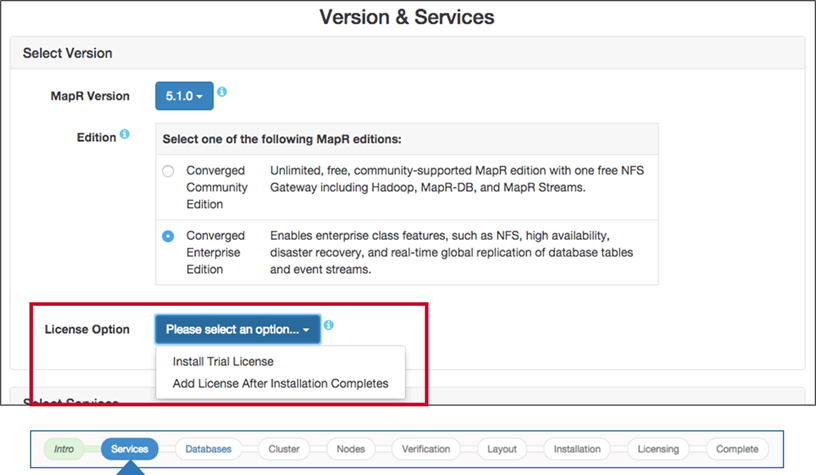 Version & Services
Select Version
MapR Version
5.1.0
Edition
Select one of the following MapR editions:
Converged
Community
Edition
Unlimited, free, community-supported MapR edition with one free NFS
Gateway including Hadoop, MapR-DB, and MapR Streams.
Converged
Enterprise
Edition
Enables enterprise class features, such as NFS, high availability,
disaster recovery, and real-time global replication of database tables
and event streams.
License Option
Please select an option...
Install Trial License
Add License After Installation Completes
Select Services
Intro
Services
Databases
Cluster
Nodes
Verification
Layout
Installation
Licensing
Complete